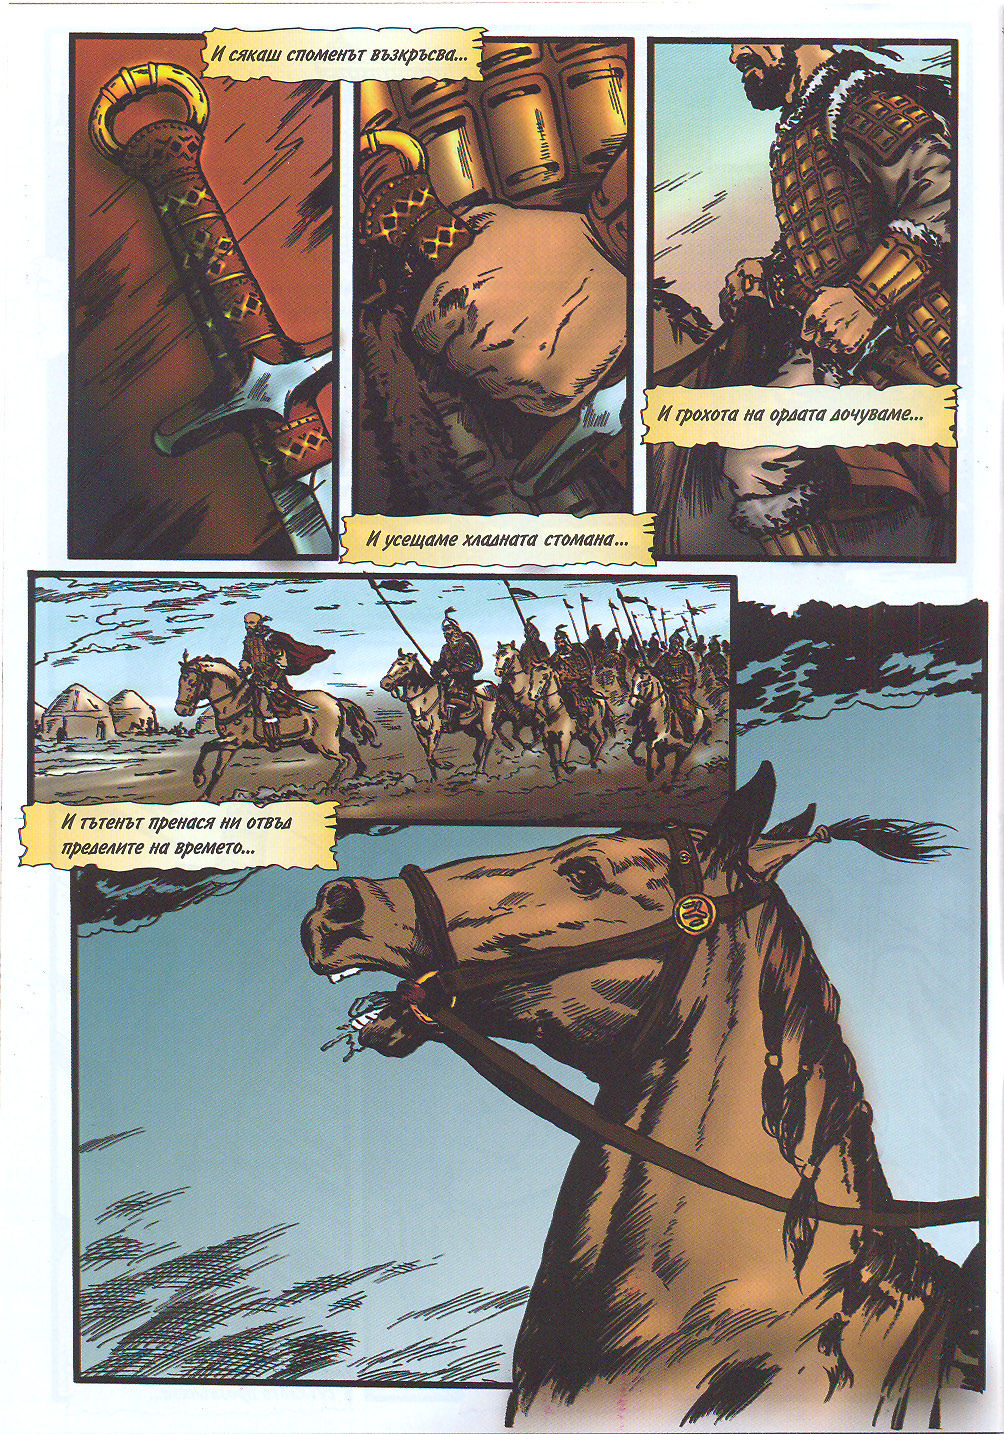 И сякаш споменът възкръсва...
И усещаме хладната стомана...
И грохота на ордата дочуваме...
И тътенът пренася ни отвъд
пределите на времето...